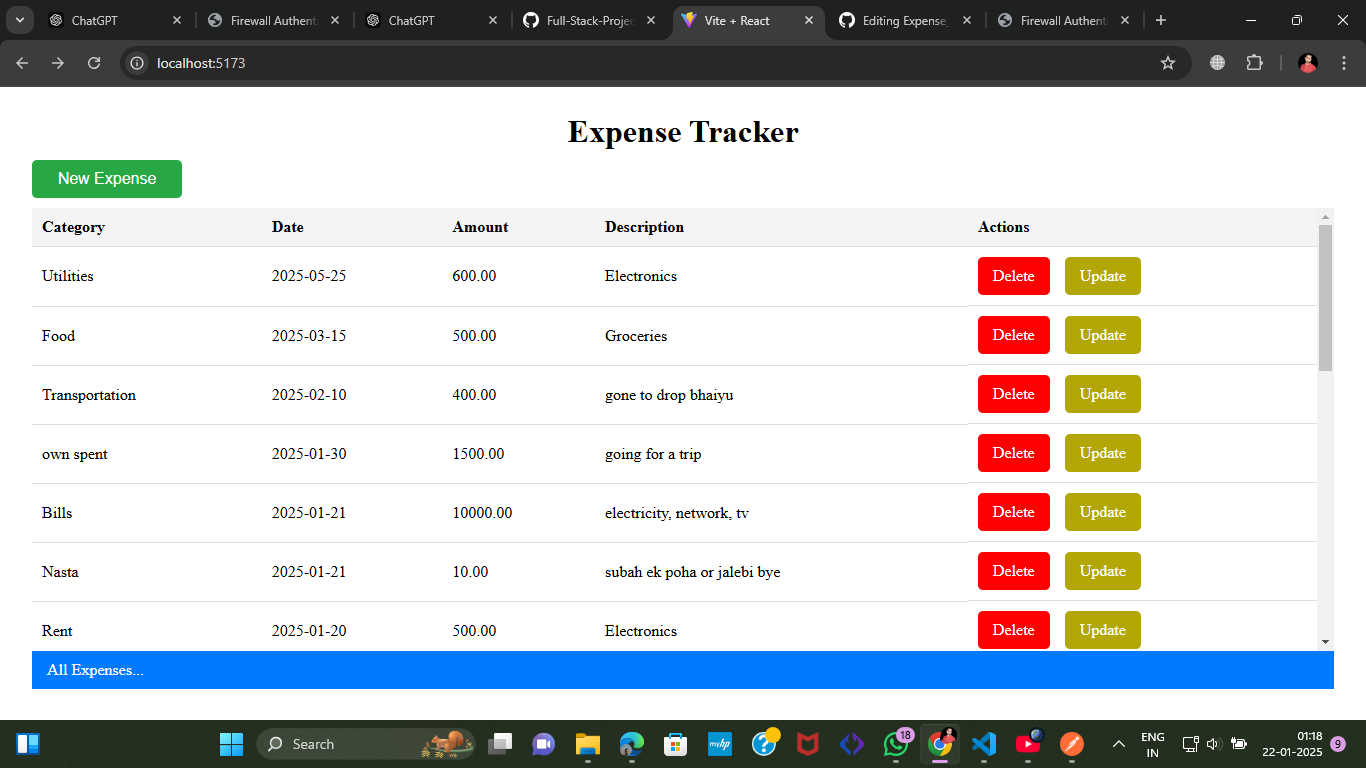 ChatGPT
Firewall Authenti
ChatGPT
Full-Stack-Projec
Vite + React
Editing Expense_
Firewall Authenti
localhost:5173
Expense Tracker
New Expense
Category Date Amount Description Actions
Utilities 2025-05-25 600.00 Electronics Delete Update
Food 2025-03-15 500.00 Groceries Delete Update
Transportation 2025-02-10 400.00 gone to drop bhaiyu Delete Update
own spent 2025-01-30 1500.00 going for a trip Delete Update
Bills 2025-01-21 10000.00 electricity, network, tv Delete Update
Nasta 2025-01-21 10.00 subah ek poha or jalebi bye Delete Update
Rent 2025-01-20 500.00 Electronics Delete Update
All Expenses...
Search
myhp
18
ENG
IN
01:18
22-01-2025
9